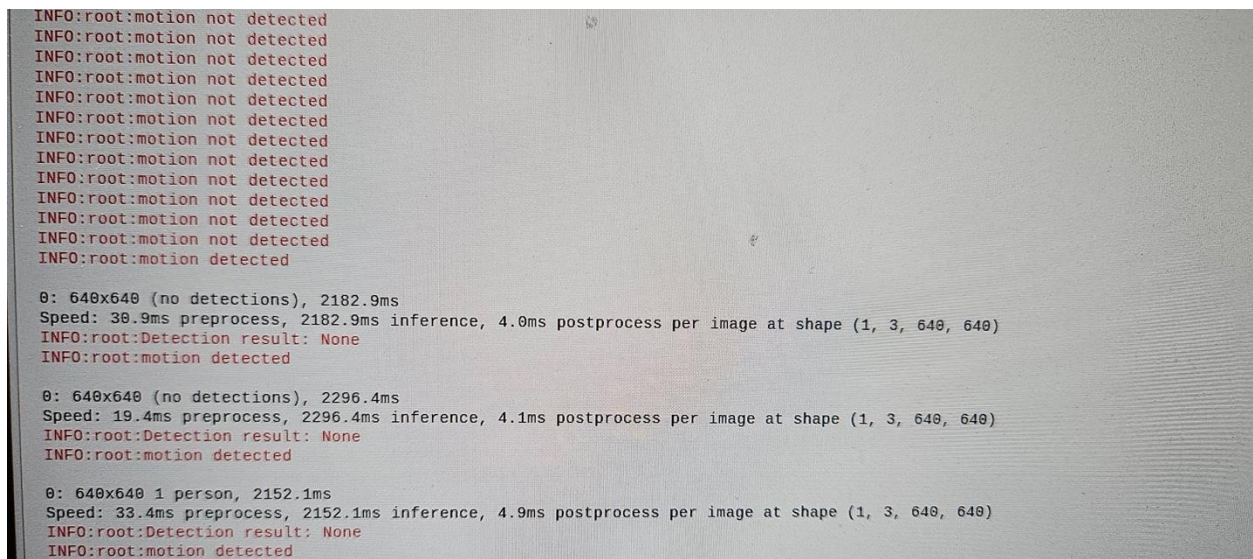 INFO:root:motion not detected
INFO:root:motion not detected
INFO:root:motion not detected
INFO:root:motion not detected
INFO:root:motion not detected
INFO:root:motion not detected
INFO:root:motion not detected
INFO:root:motion not detected
INFO:root:motion not detected
INFO:root:motion not detected
INFO:root:motion not detected
INFO:root:motion not detected
INFO:root:motion detected
0: 640x640 (no detections), 2182.9ms
Speed: 30.9ms preprocess, 2182.9ms inference, 4.0ms postprocess per image at shape (1, 3, 640, 640)
INFO:root:Detection result: None
INFO:root:motion detected
0: 640x640 (no detections), 2296.4ms
Speed: 19.4ms preprocess, 2296.4ms inference, 4.1ms postprocess per image at shape (1, 3, 640, 640)
INFO:root:Detection result: None
INFO:root:motion detected
0: 640x640 1 person, 2152.1ms
Speed: 33.4ms preprocess, 2152.1ms inference, 4.9ms postprocess per image at shape (1, 3, 640, 640)
INFO:root:Detection result: None
INFO:root:motion detected